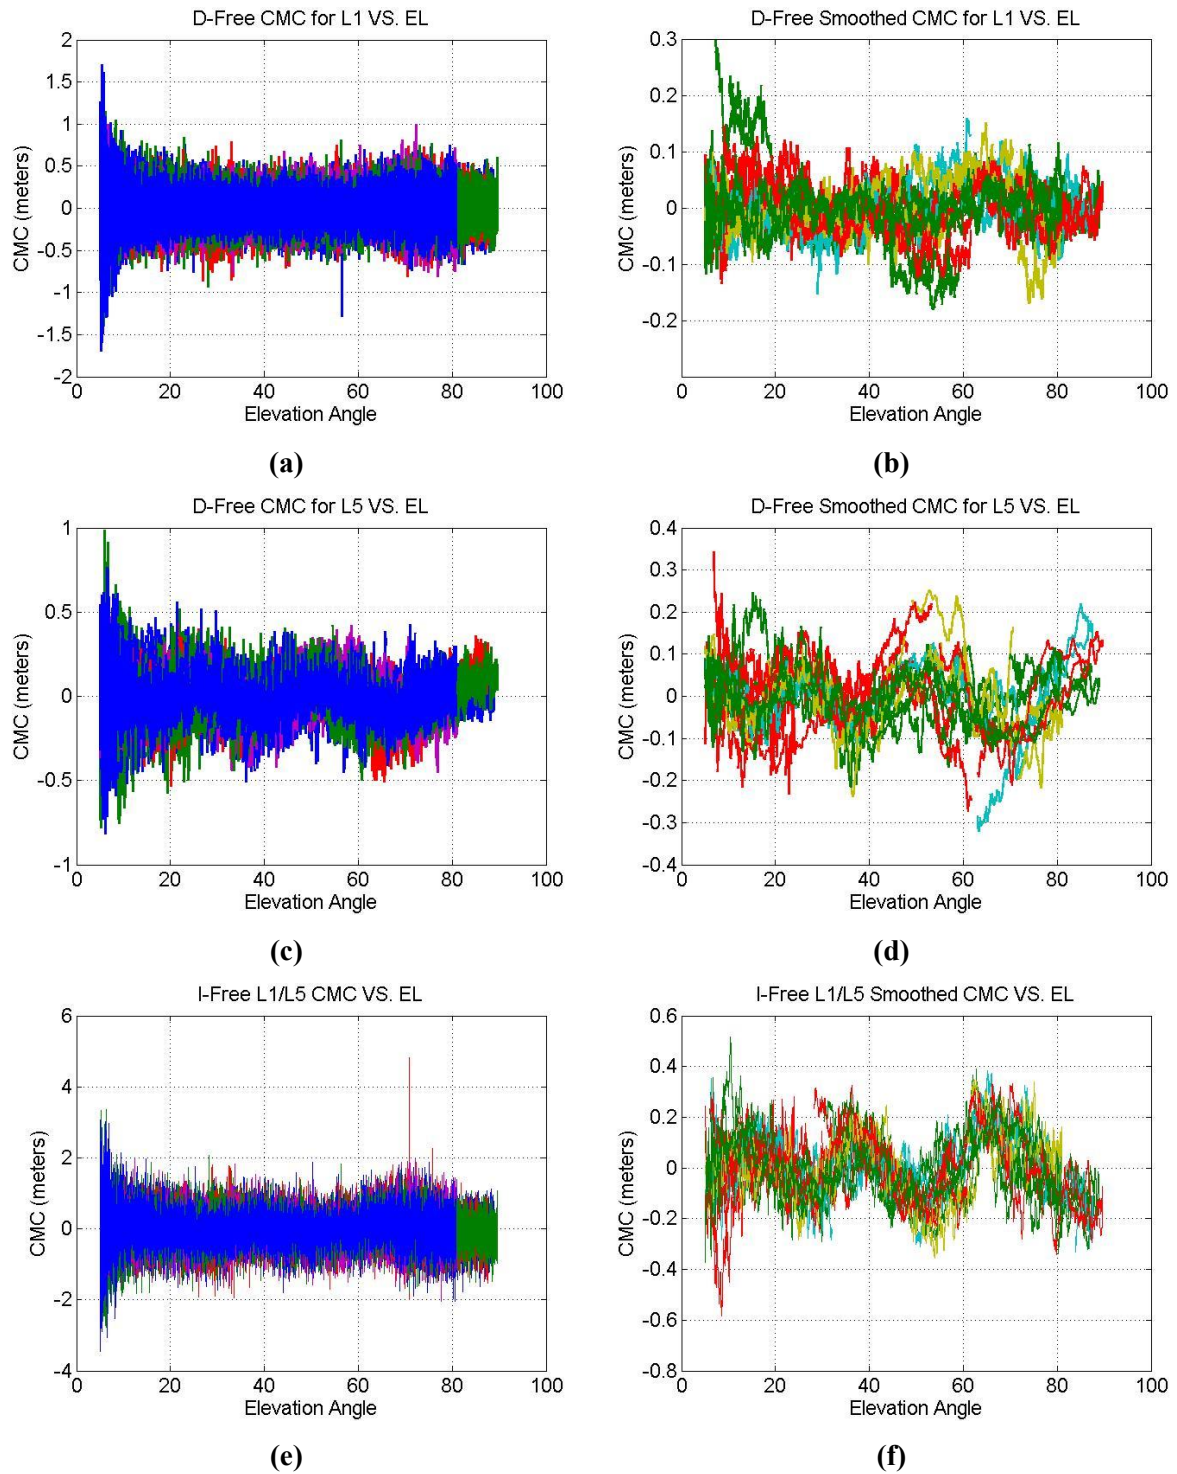 D-Free CMC for L1 VS. EL
CMC (meters)
2
1.5
1
0.5
0
-0.5
-1
-1.5
-2
0 20 40 60 80 100
Elevation Angle
(a)
D-Free Smoothed CMC for L1 VS. EL
CMC (meters)
0.3
0.2
0.1
0
-0.1
-0.2
0 20 40 60 80 100
Elevation Angle
(b)
D-Free CMC for L5 VS. EL
CMC (meters)
1
0.5
0
-0.5
-1
0 20 40 60 80 100
Elevation Angle
(c)
D-Free Smoothed CMC for L5 VS. EL
CMC (meters)
0.4
0.3
0.2
0.1
0
-0.1
-0.2
-0.3
-0.4
0 20 40 60 80 100
Elevation Angle
(d)
I-Free L1/L5 CMC VS. EL
CMC (meters)
6
4
2
0
-2
-4
0 20 40 60 80 100
Elevation Angle
(e)
I-Free L1/L5 Smoothed CMC VS. EL
CMC (meters)
0.6
0.4
0.2
0
-0.2
-0.4
-0.6
-0.8
0 20 40 60 80 100
Elevation Angle
(f)